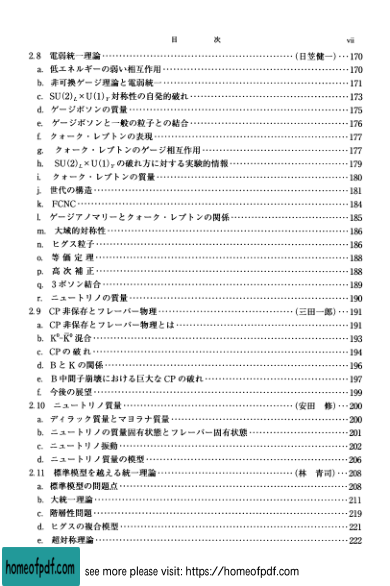 目 次 vii
2.8 電弱統一理論……(日笠健一)…170
a. 低エネルギーの弱い相互作用……170
b. 非可換ゲージ理論と電弱統一……171
c. SU(2)L×U(1)Y対称性の自発的破れ……173
d. ゲージボソンの質量……175
e. ゲージボソンと一般の粒子との結合……176
f. クォーク・レプトンの表現……177
g. クォーク・レプトンのゲージ相互作用……177
h. SU(2)L×U(1)Yの破れ方に対する実験的情報……179
i. クォーク・レプトンの質量……180
j. 世代の構造……181
k. FCNC……184
l. ゲージアノマリーとクォーク・レプトンの関係……185
m. 大域的対称性……186
n. ヒグス粒子……186
o. 等価定理……188
p. 高次補正……188
q. 3ボソン結合……189
r. ニュートリノの質量……190
2.9 CP非保存とフレーバー物理……(三田一郎)…191
a. CP非保存とフレーバー物理とは……191
b. K⁰-K̄⁰混合……193
c. CPの破れ……194
d. BとKの関係……196
e. B中間子崩壊における巨大なCPの破れ……197
f. 今後の展望……199
2.10 ニュートリノ質量……(安田 修)…200
a. ディラック質量とマヨラナ質量……200
b. ニュートリノの質量固有状態とフレーバー固有状態……201
c. ニュートリノ振動……202
d. ニュートリノ質量の模型……206
2.11 標準模型を越える統一理論……(林 青司)…208
a. 標準模型の問題点……208
b. 大統一理論……211
c. 階層性問題……219
d. ヒグスの複合模型……221
e. 超対称理論……222
homeofpdf.com see more please visit: https://homeofpdf.com